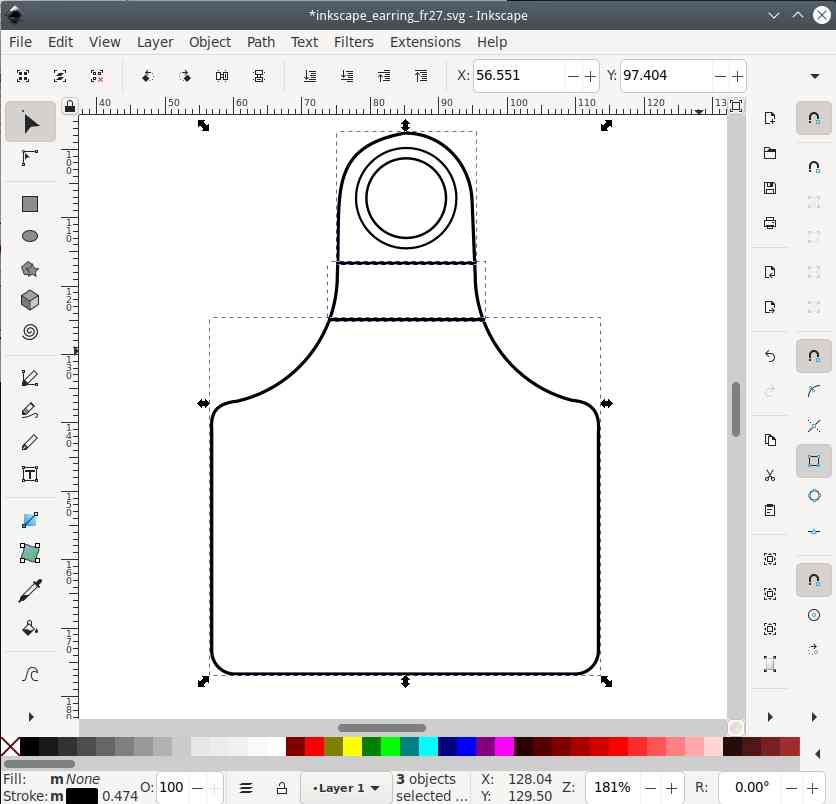 *inkscape_earring_fr27.svg - Inkscape
File Edit View Layer Object Path Text Filters Extensions Help
X: 56.551 Y: 97.404
40 50 60 70 80 90 100 110 120 13
100
110
120
130
140
150
160
170
180
Fill: m None O: 100 •Layer 1 3 objects X: 128.04 Z: 181% R: 0.00°
Stroke: m 0.474 selected ... Y: 129.50